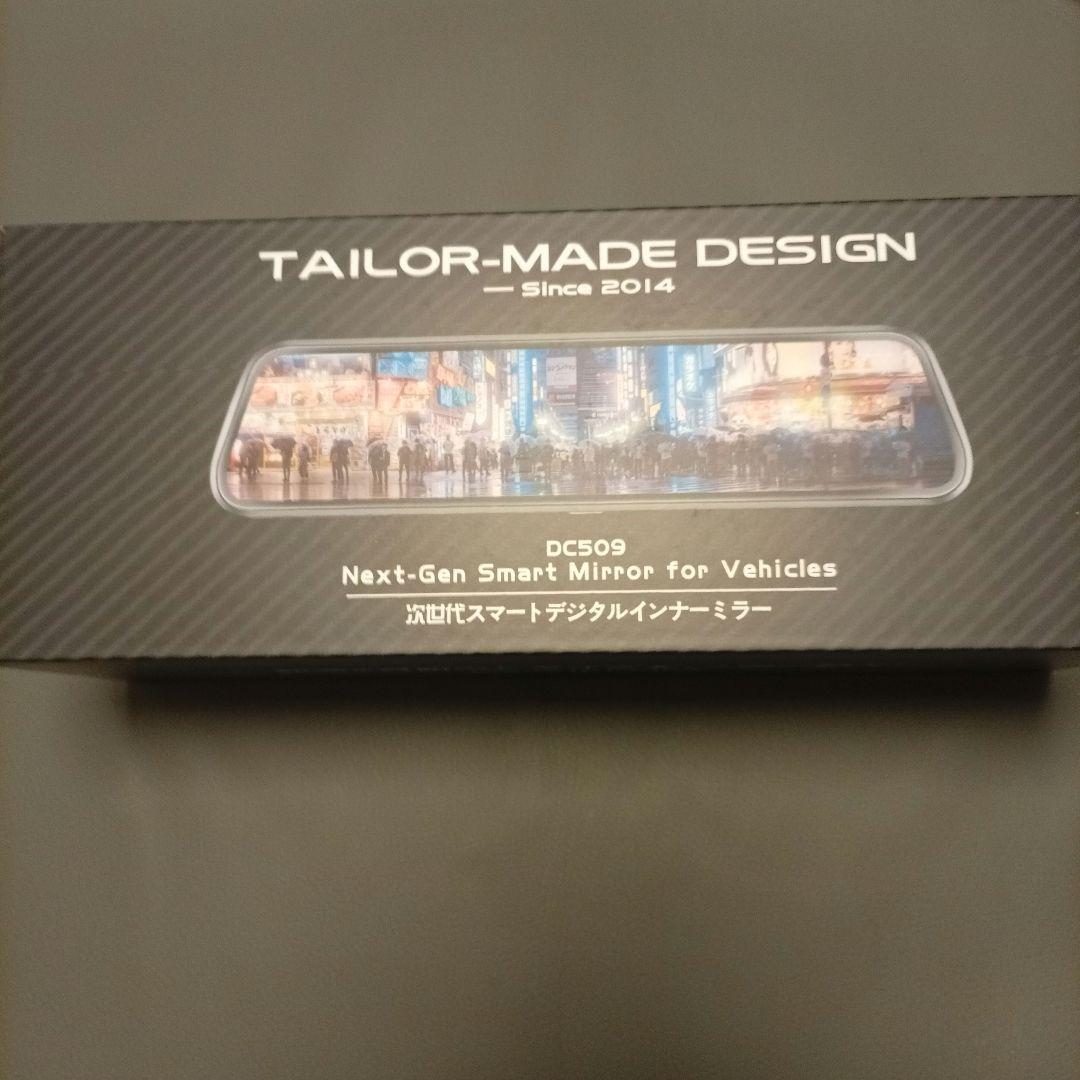 TAILOR-MADE DESIGN
— Since 2014
DC509
Next-Gen Smart Mirror for Vehicles
次世代スマートデジタルインナーミラー